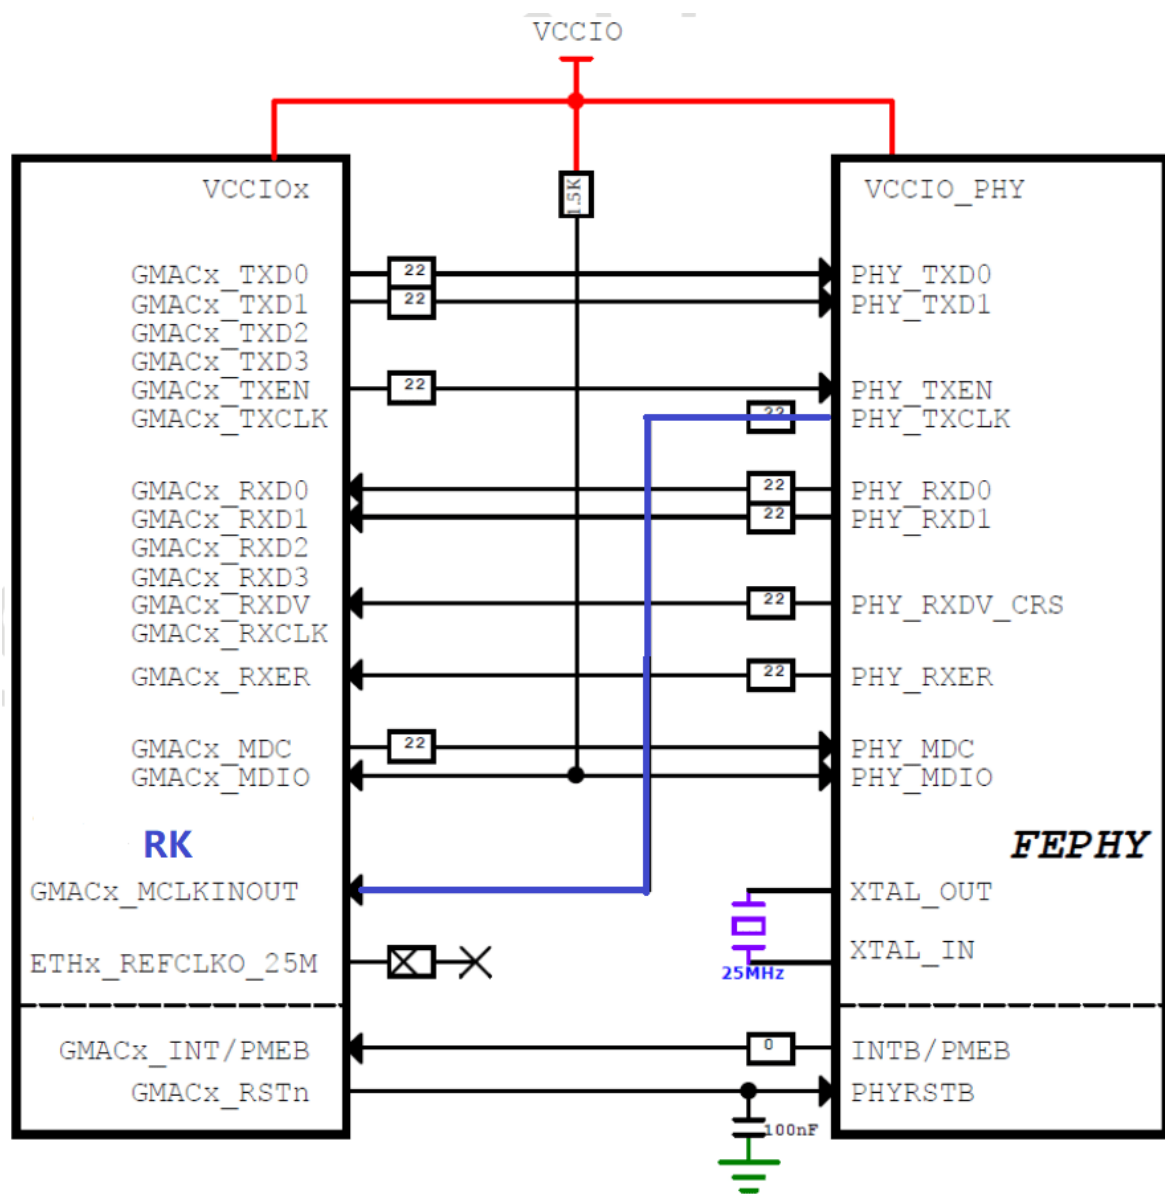 VCCIO
VCCIOx
VCCIO_PHY
1.5K
GMACx_TXD0
22
PHY_TXD0
GMACx_TXD1
22
PHY_TXD1
GMACx_TXD2
GMACx_TXD3
GMACx_TXEN
22
PHY_TXEN
GMACx_TXCLK
22
PHY_TXCLK
GMACx_RXD0
22
PHY_RXD0
GMACx_RXD1
22
PHY_RXD1
GMACx_RXD2
GMACx_RXD3
GMACx_RXDV
22
PHY_RXDV_CRS
GMACx_RXCLK
GMACx_RXER
22
PHY_RXER
GMACx_MDC
22
PHY_MDC
GMACx_MDIO
PHY_MDIO
RK
FEPHY
GMACx_MCLKINOUT
XTAL_OUT
ETHx_REFCLKO_25M
XTAL_IN
25MHz
GMACx_INT/PMEB
0
INTB/PMEB
GMACx_RSTn
PHYRSTB
100nF